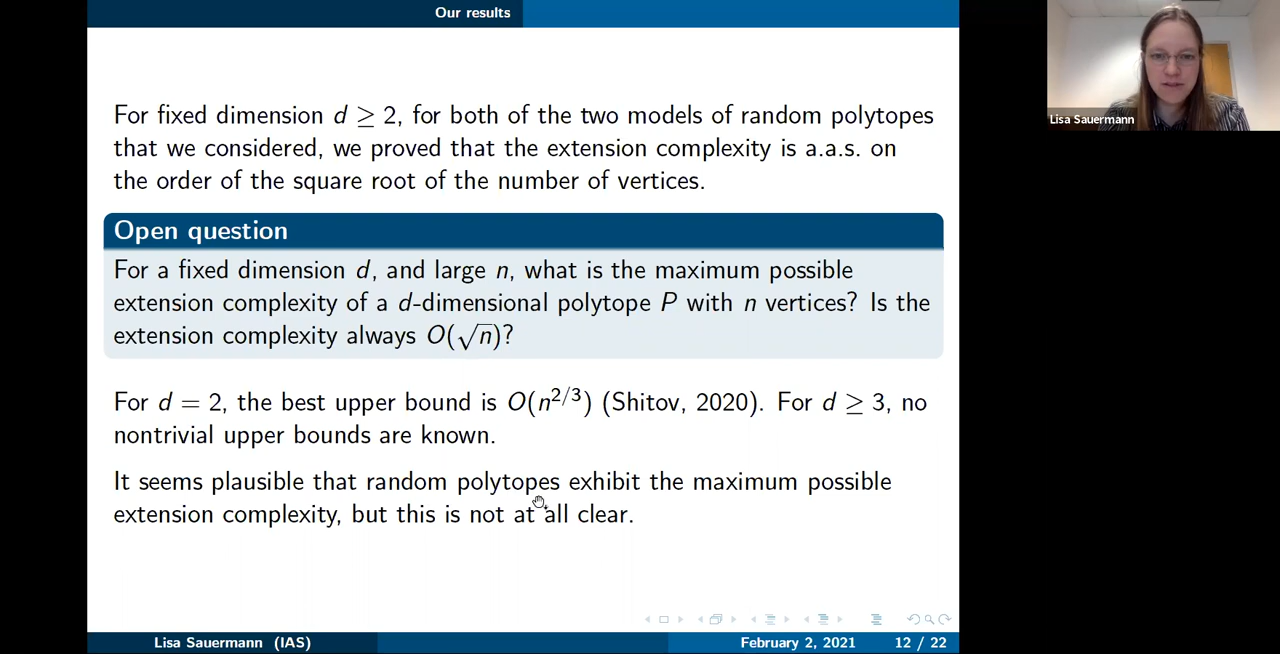 Our results
Lisa Sauermann
For fixed dimension d ≥ 2, for both of the two models of random polytopes
that we considered, we proved that the extension complexity is a.a.s. on
the order of the square root of the number of vertices.
Open question
For a fixed dimension d, and large n, what is the maximum possible
extension complexity of a d-dimensional polytope P with n vertices? Is the
extension complexity always O(√n)?
For d = 2, the best upper bound is O(n^{2/3}) (Shitov, 2020). For d ≥ 3, no
nontrivial upper bounds are known.
It seems plausible that random polytopes exhibit the maximum possible
extension complexity, but this is not at all clear.
Lisa Sauermann (IAS) February 2, 2021 12 / 22